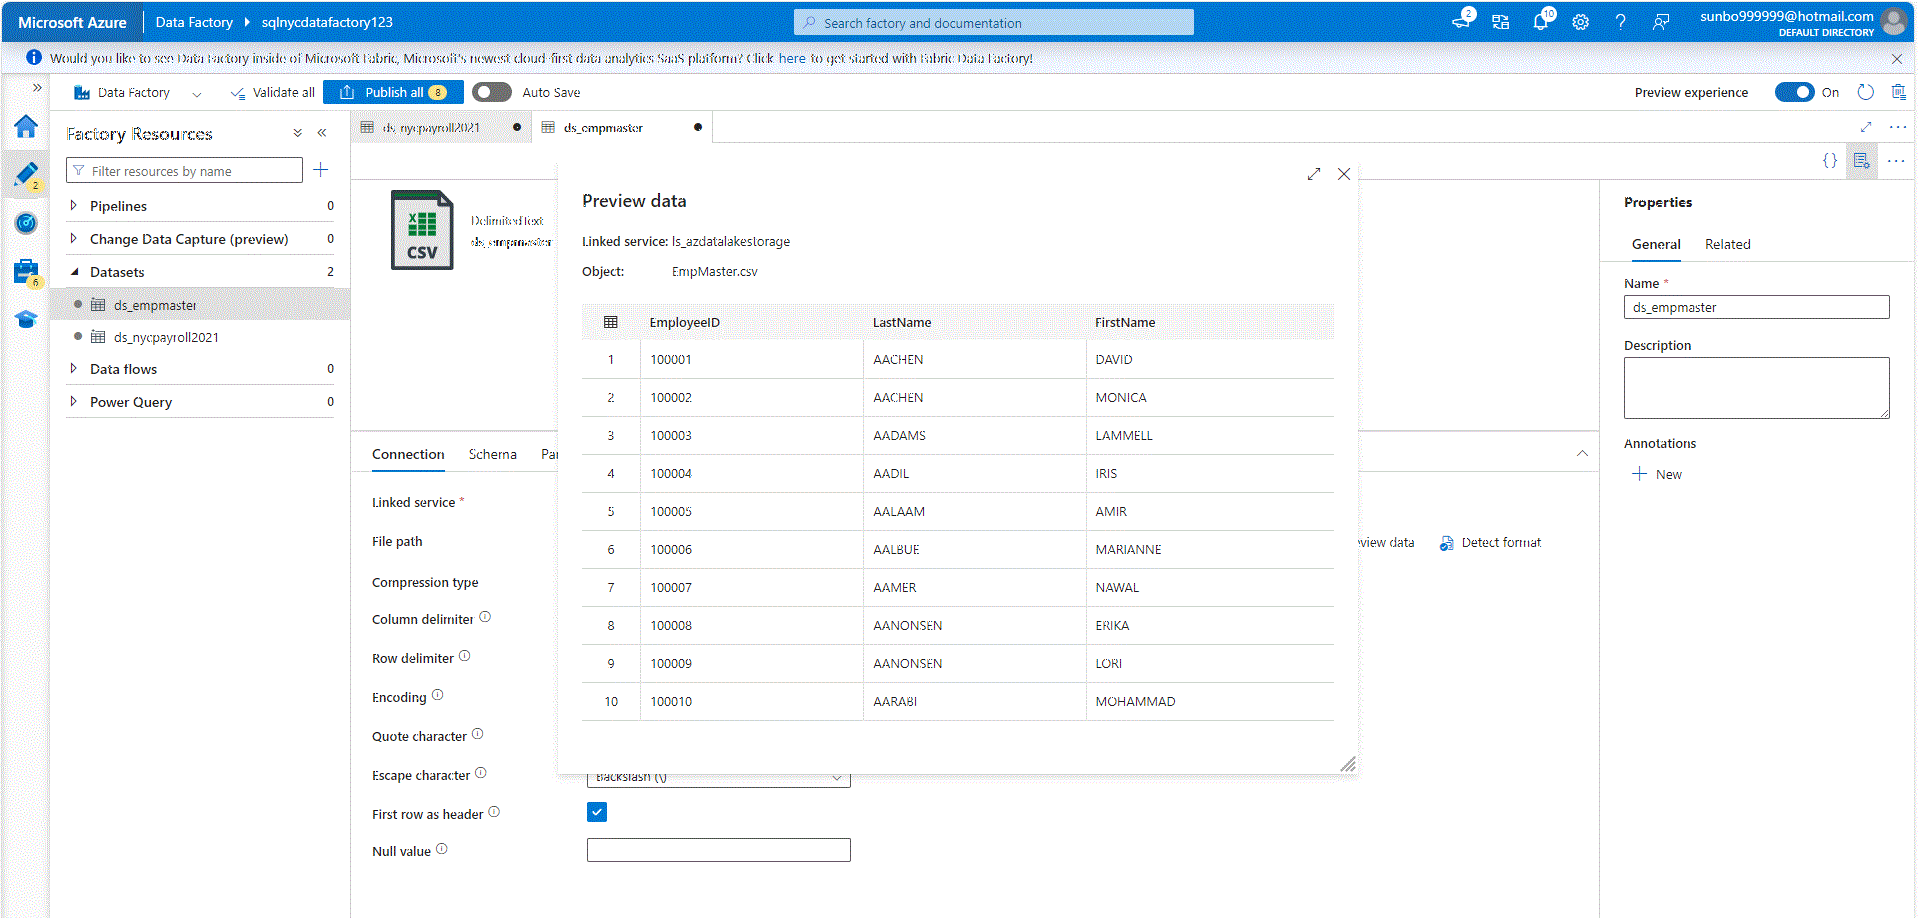 Microsoft Azure
Data Factory
sqlnycdatafactory123
Search factory and documentation
2
10
sunbo999999@hotmail.com
DEFAULT DIRECTORY
Would you like to see Data Factory inside of Microsoft Fabric, Microsoft's newest cloud-first data analytics SaaS platform? Click here to get started with Fabric Data Factory!
Data Factory
Validate all
Publish all 8
Auto Save
Preview experience
On
Factory Resources
Filter resources by name
2
6
Pipelines 0
Change Data Capture (preview) 0
Datasets 2
ds_empmaster
ds_nycpayroll2021
Data flows 0
Power Query 0
ds_nycpayroll2021
ds_empmaster
X
CSV
DelimitedText
ds_empmaster
Preview data
Linked service: ls_azdatalakestorage
Object: EmpMaster.csv
EmployeeID LastName FirstName
1 100001 AACHEN DAVID
2 100002 AACHEN MONICA
3 100003 AADAMS LAMMELL
4 100004 AADIL IRIS
5 100005 AALAAM AMIR
6 100006 AALBUE MARIANNE
7 100007 AAMER NAWAL
8 100008 AANONSEN ERIKA
9 100009 AANONSEN LORI
10 100010 AARABI MOHAMMAD
Connection
Schema
Par
Linked service *
File path
view data
Detect format
Compression type
Column delimiter
Row delimiter
Encoding
Quote character
Escape character
Backslash (\)
First row as header
Null value
Properties
General
Related
Name *
ds_empmaster
Description
Annotations
New